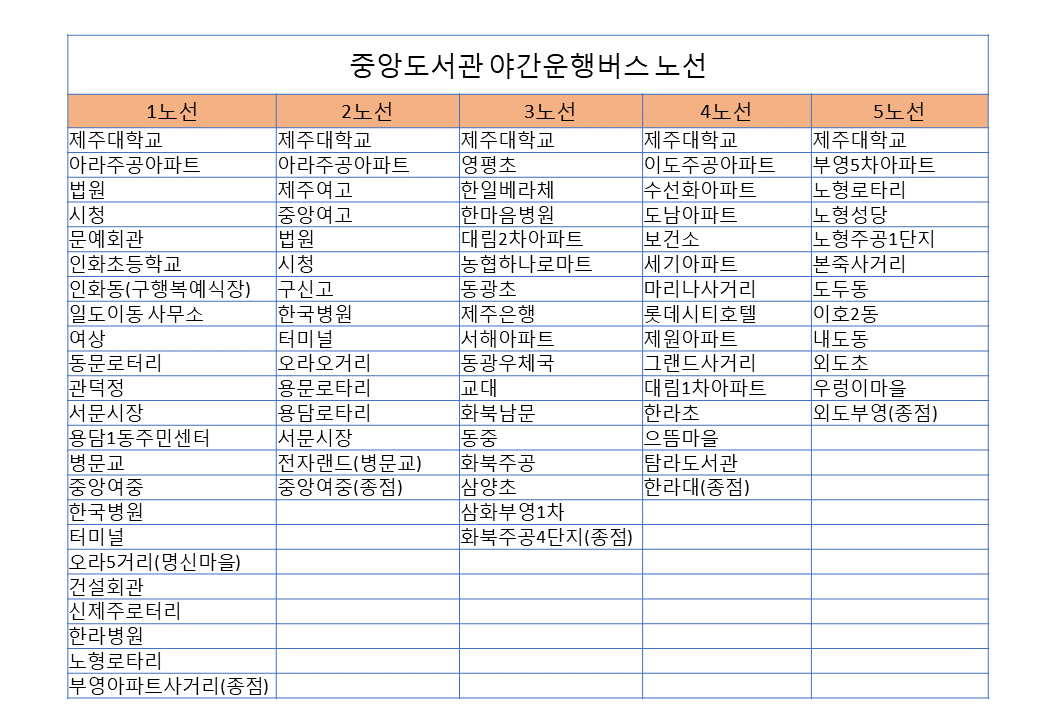 중앙도서관 야간운행버스 노선
1노선 2노선 3노선 4노선 5노선
제주대학교 제주대학교 제주대학교 제주대학교 제주대학교
아라주공아파트 아라주공아파트 영평초 이도주공아파트 부영5차아파트
법원 제주여고 한일베라체 수선화아파트 노형로타리
시청 중앙여고 한마음병원 도남아파트 노형성당
문예회관 법원 대림2차아파트 보건소 노형주공1단지
인화초등학교 시청 농협하나로마트 세기아파트 본죽사거리
인화동(구행복예식장) 구신고 동광초 마리나사거리 도두동
일도이동 사무소 한국병원 제주은행 롯데시티호텔 이호2동
여상 터미널 서해아파트 제원아파트 내도동
동문로터리 오라오거리 동광우체국 그랜드사거리 외도초
관덕정 용문로타리 교대 대림1차아파트 우렁이마을
서문시장 용담로타리 화북남문 한라초 외도부영(종점)
용담1동주민센터 서문시장 동중 으뜸마을
병문교 전자랜드(병문교) 화북주공 탐라도서관
중앙여중 중앙여중(종점) 삼양초 한라대(종점)
한국병원 삼화부영1차
터미널 화북주공4단지(종점)
오라5거리(명신마을)
건설회관
신제주로터리
한라병원
노형로타리
부영아파트사거리(종점)